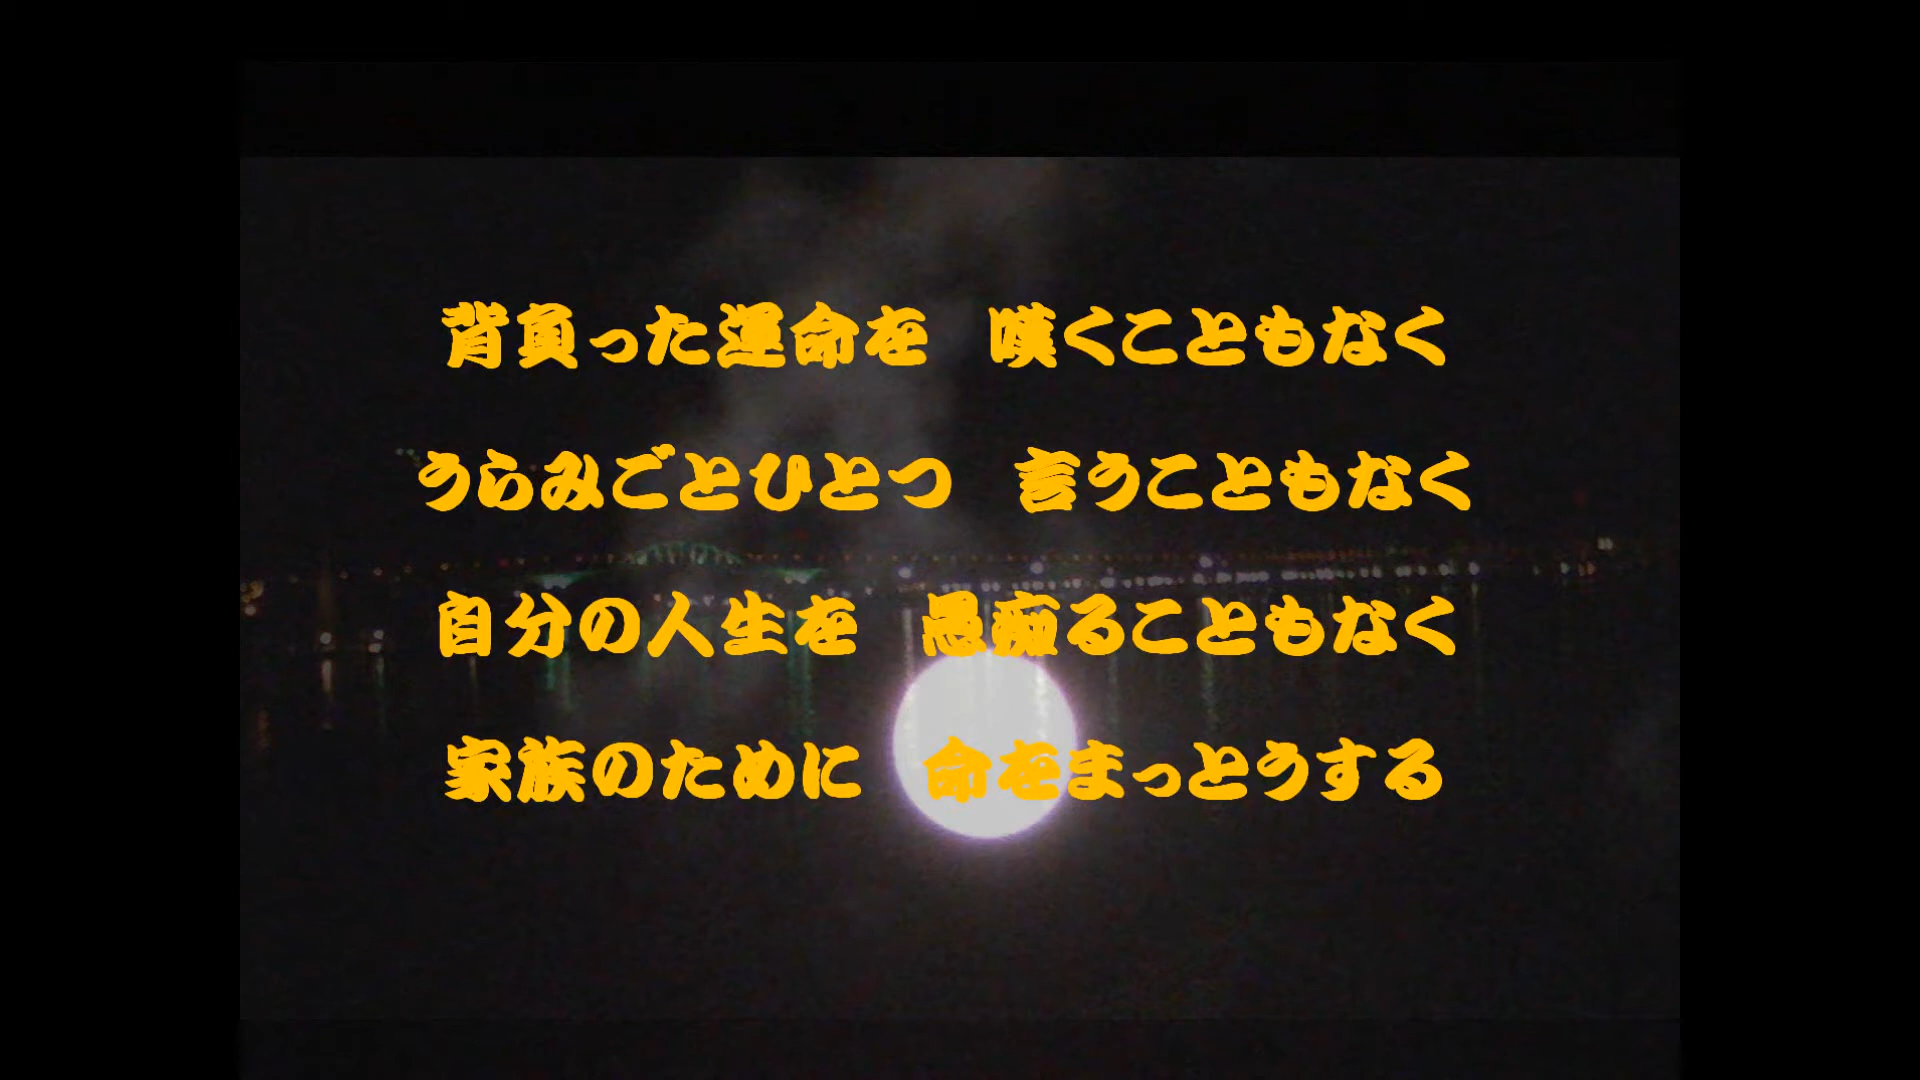 背負った運命を　嘆くこともなく
うらみごとひとつ　言うこともなく
自分の人生を　愚痴ることもなく
家族のために　命をまっとうする